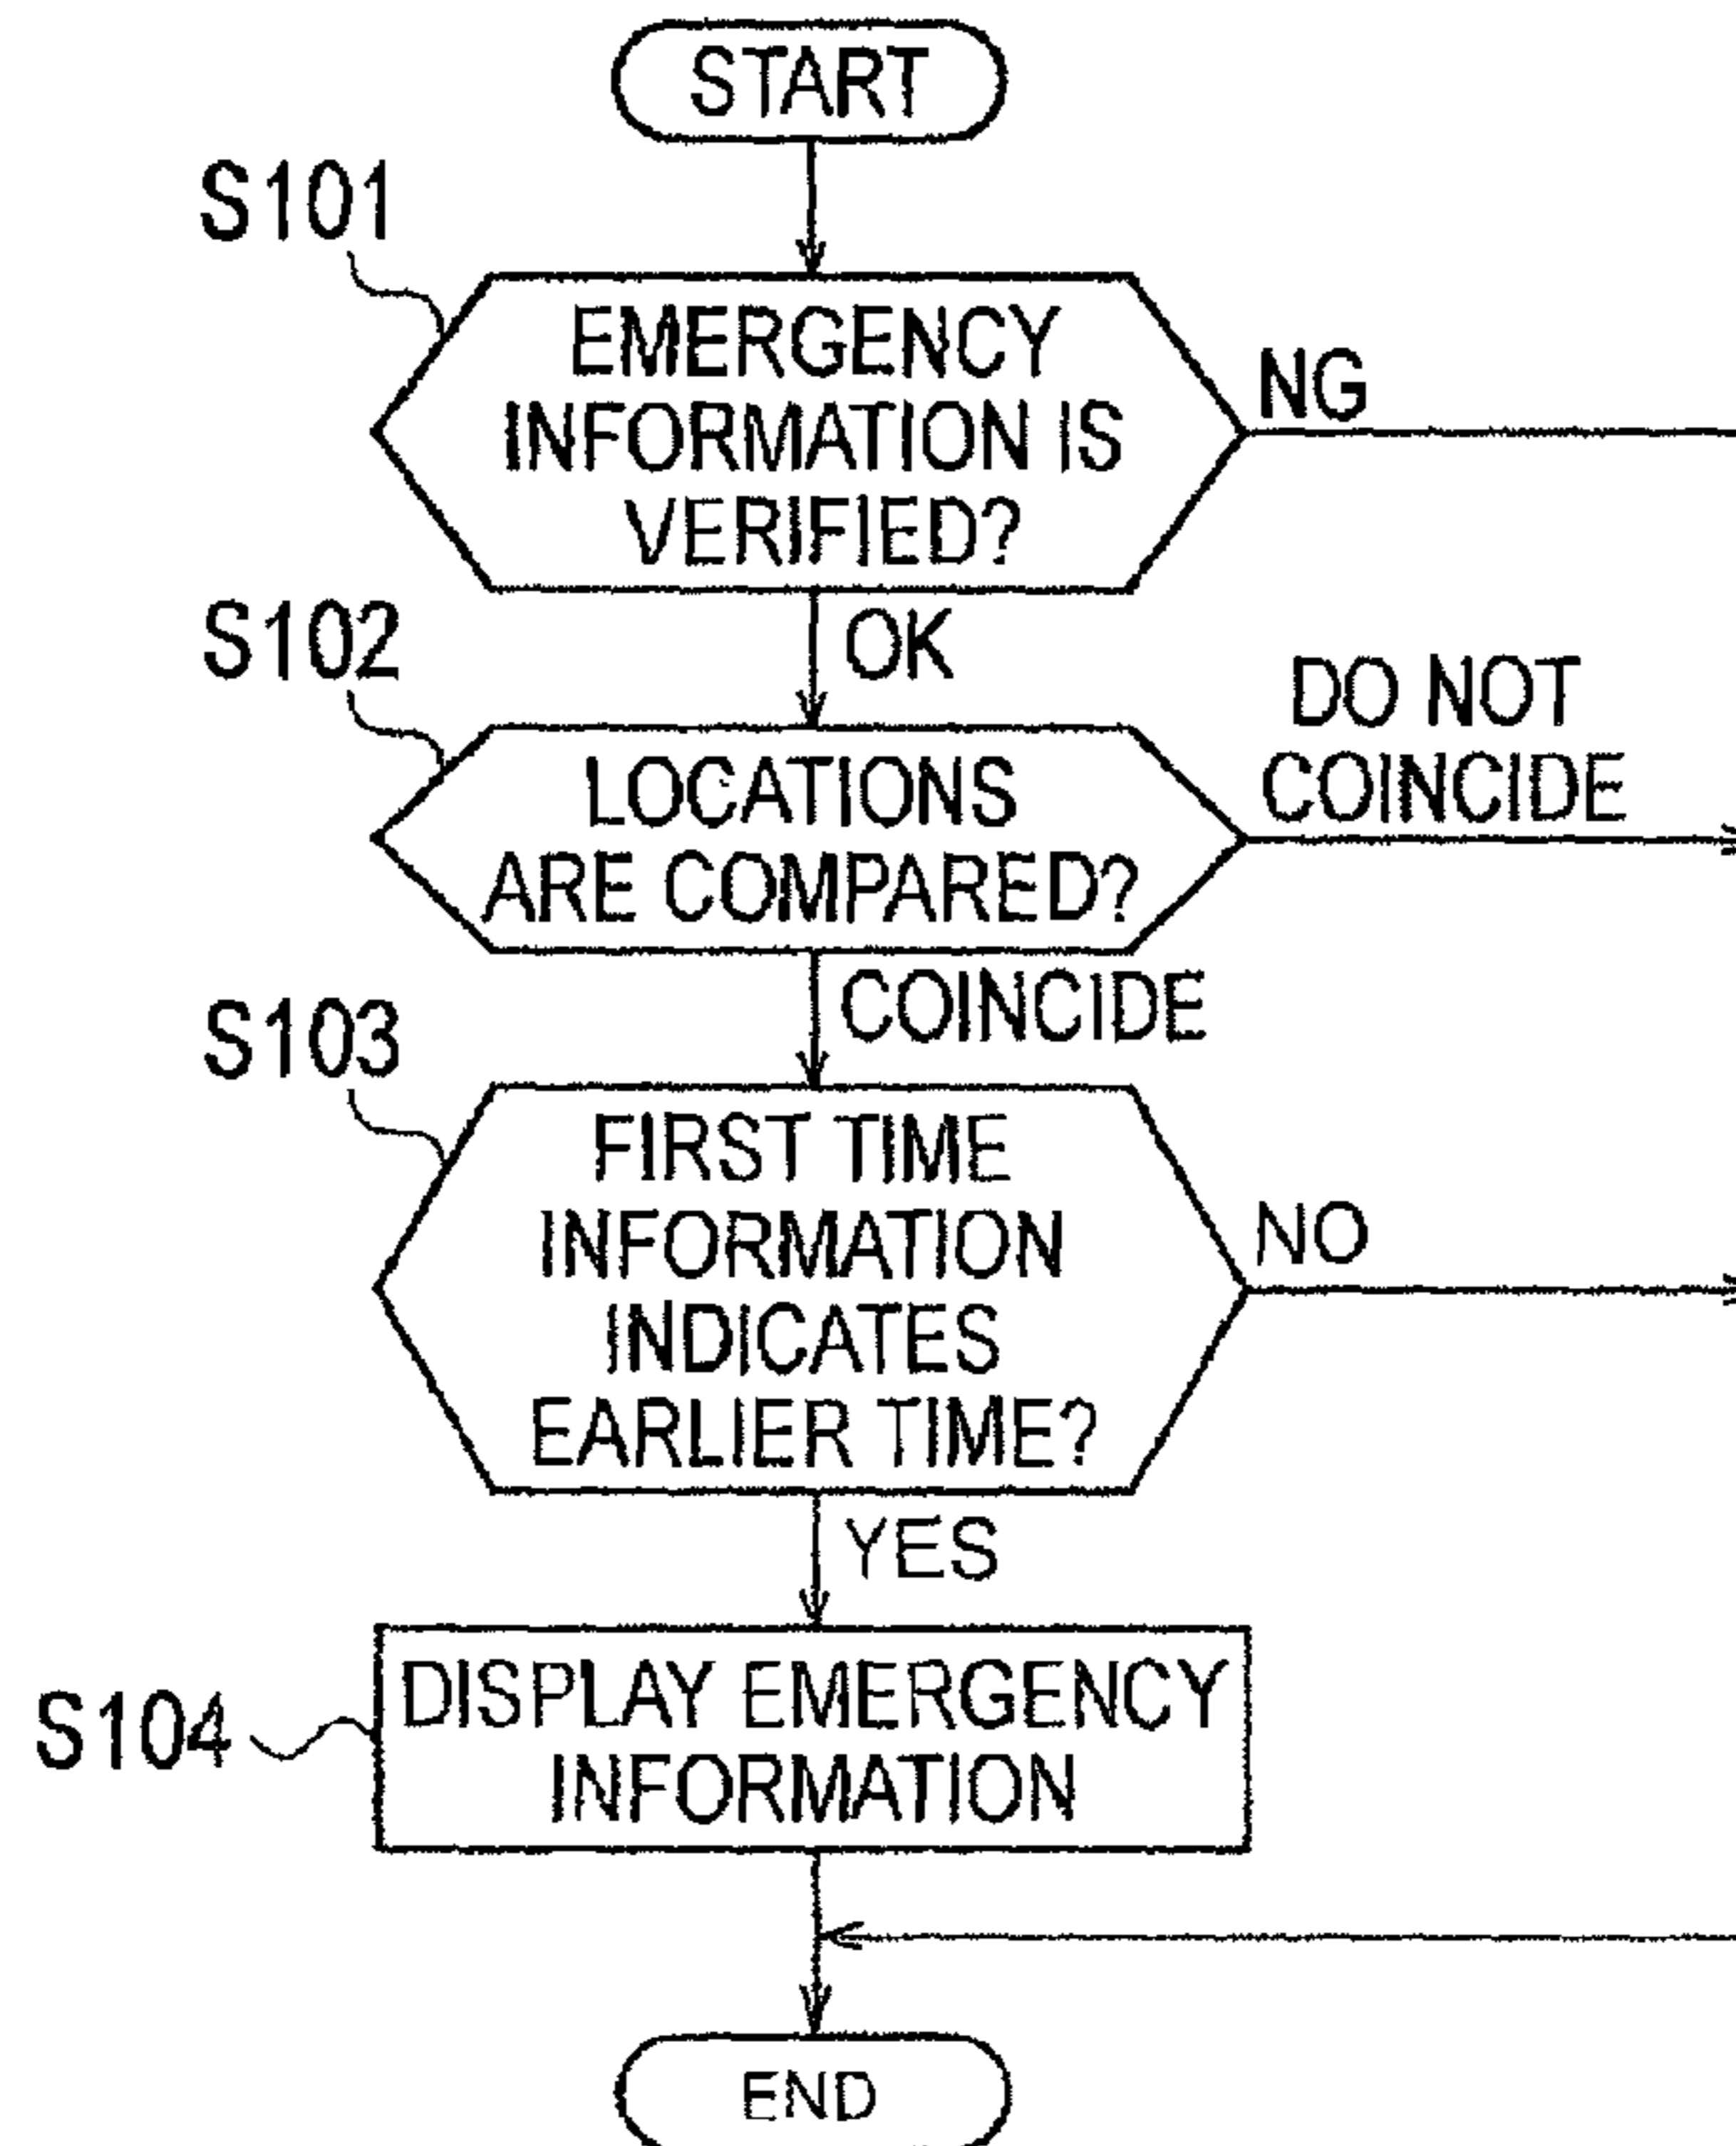 START
S101
EMERGENCY
INFORMATION IS
VERIFIED?
NG
OK
S102
LOCATIONS
ARE COMPARED?
DO NOT
COINCIDE
COINCIDE
S103
FIRST TIME
INFORMATION
INDICATES
EARLIER TIME?
NO
YES
S104
DISPLAY EMERGENCY
INFORMATION
END